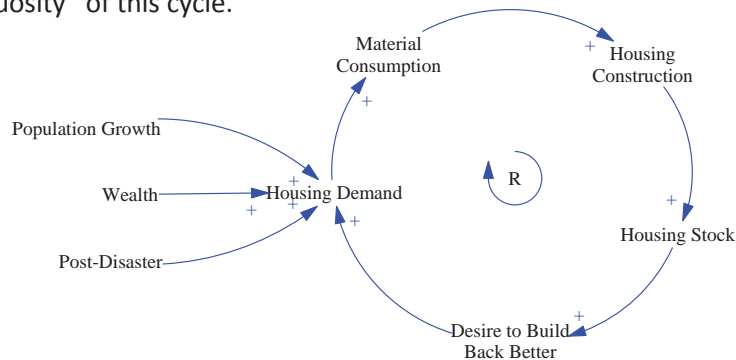 of this cycle.
Material
Consumption
+
+
Housing
Construction
Population Growth
+
Wealth
+
Housing Demand
+
+
R
+
Housing Stock
Post-Disaster
+
Desire to Build
Back Better